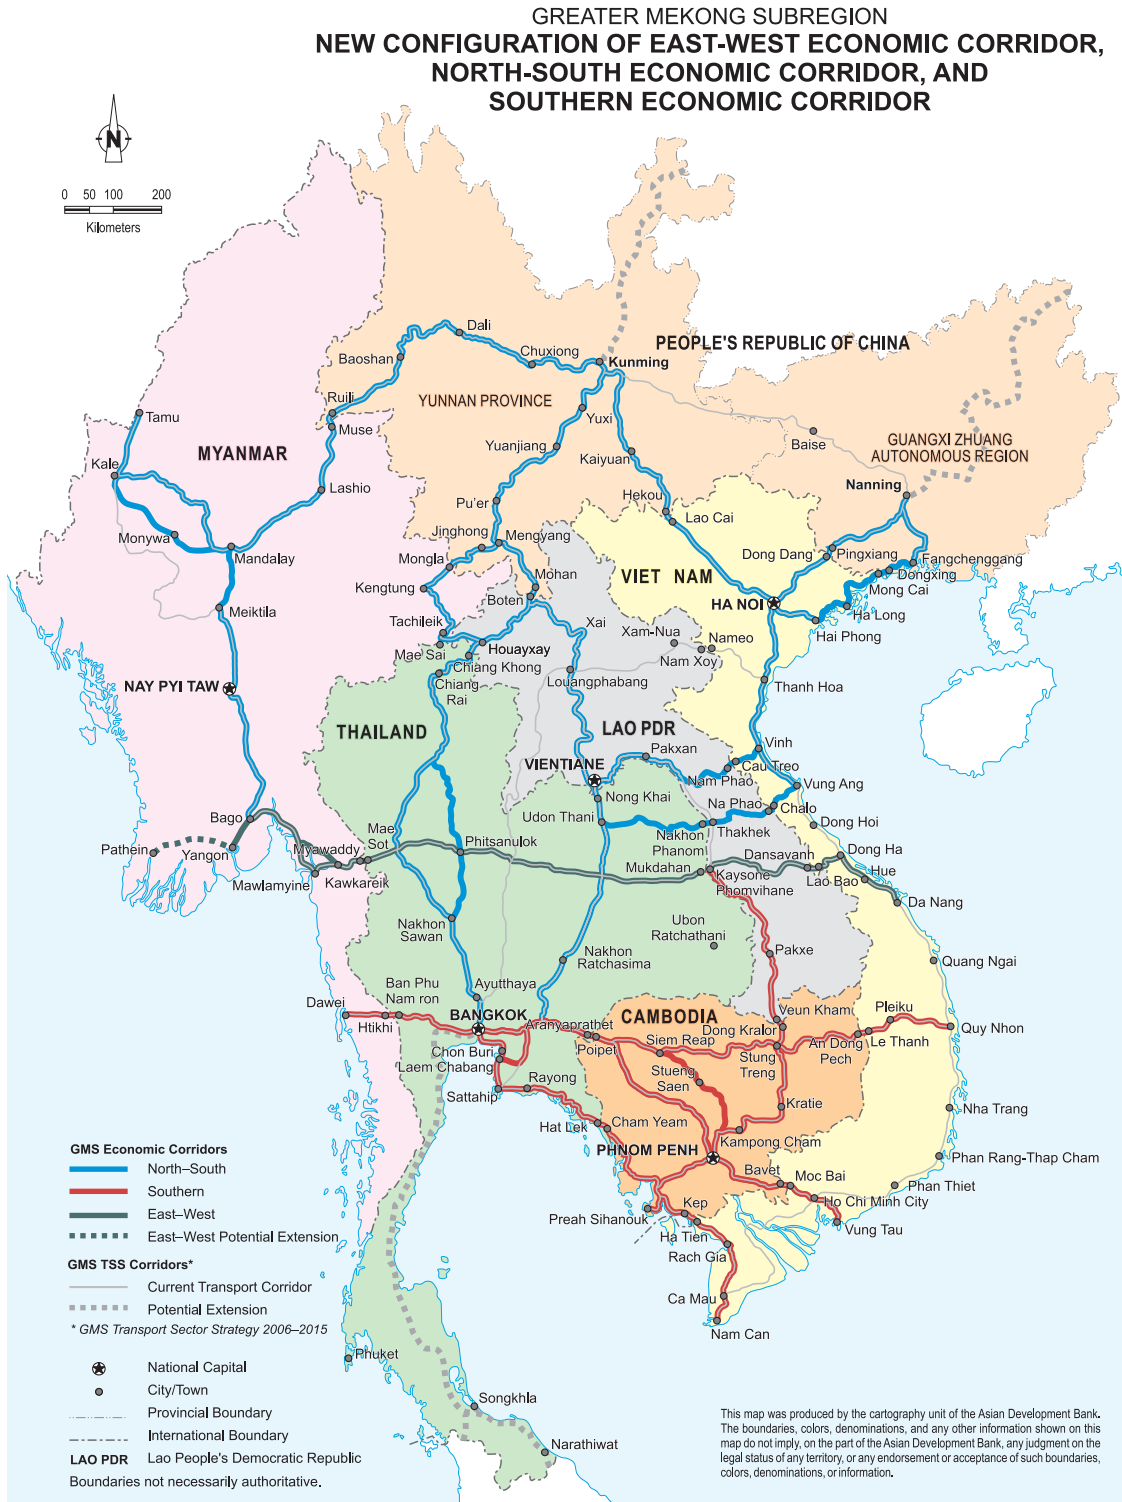 GREATER MEKONG SUBREGION
NEW CONFIGURATION OF EAST-WEST ECONOMIC CORRIDOR,
NORTH-SOUTH ECONOMIC CORRIDOR, AND
SOUTHERN ECONOMIC CORRIDOR
N
0 50 100 200
Kilometers
Dali
Chuxiong
Baoshan
Kunming
PEOPLE'S REPUBLIC OF CHINA
Ruili
YUNNAN PROVINCE
Tamu
Muse
Yuxi
Baise
GUANGXI ZHUANG
AUTONOMOUS REGION
MYANMAR
Yuanjiang
Kaiyuan
Kale
Lashio
Nanning
Pu'er
Hekou
Lao Cai
Monywa
Mandalay
Jinghong
Mengyang
Mongla
Dong Dang
Pingxiang
Fangchenggang
Dongxing
Mong Cai
Kengtung
Mohan
VIET NAM
Boten
HA NOI
Ha Long
Meiktila
Tachileik
Xai
Xam-Nua
Nameo
Hai Phong
Mae Sai
Houayxay
Chiang Khong
Nam Xoy
Chiang
Rai
Louangphabang
Thanh Hoa
NAY PYI TAW
THAILAND
LAO PDR
Pakxan
Vinh
VIENTIANE
Cau Treo
Nam Phao
Vung Ang
Nong Khai
Na Phao
Chalo
Bago
Udon Thani
Dong Hoi
Mae
Sot
Nakhon
Phanom
Thakhek
Pathein
Yangon
Myawaddy
Phitsanulok
Dansavanh
Dong Ha
Mukdahan
Kaysone
Phomvihane
Lao Bao
Hue
Mawlamyine
Kawkareik
Da Nang
Nakhon
Sawan
Ubon
Ratchathani
Nakhon
Ratchasima
Pakxe
Quang Ngai
Ban Phu
Nam ron
Ayutthaya
Dawei
Htikhi
BANGKOK
Aranyaprathet
CAMBODIA
Veun Kham
Pleiku
Dong Kralor
Quy Nhon
Poipet
Siem Reap
An Dong
Pech
Le Thanh
Chon Buri
Laem Chabang
Stung
Treng
Stueng
Saen
Rayong
Sattahip
Kratie
Nha Trang
Hat Lek
Cham Yeam
Kampong Cham
PHNOM PENH
Bavet
Moc Bai
Phan Rang-Thap Cham
Phan Thiet
Ho Chi Minh City
Kep
Preah Sihanouk
Vung Tau
Ha Tien
Rach Gia
Ca Mau
Nam Can
Phuket
Songkhla
Narathiwat
GMS Economic Corridors
North–South
Southern
East–West
East–West Potential Extension
GMS TSS Corridors*
Current Transport Corridor
Potential Extension
* GMS Transport Sector Strategy 2006–2015
National Capital
City/Town
Provincial Boundary
International Boundary
LAO PDR Lao People's Democratic Republic
Boundaries not necessarily authoritative.
This map was produced by the cartography unit of the Asian Development Bank.
The boundaries, colors, denominations, and any other information shown on this
map do not imply, on the part of the Asian Development Bank, any judgment on the
legal status of any territory, or any endorsement or acceptance of such boundaries,
colors, denominations, or information.